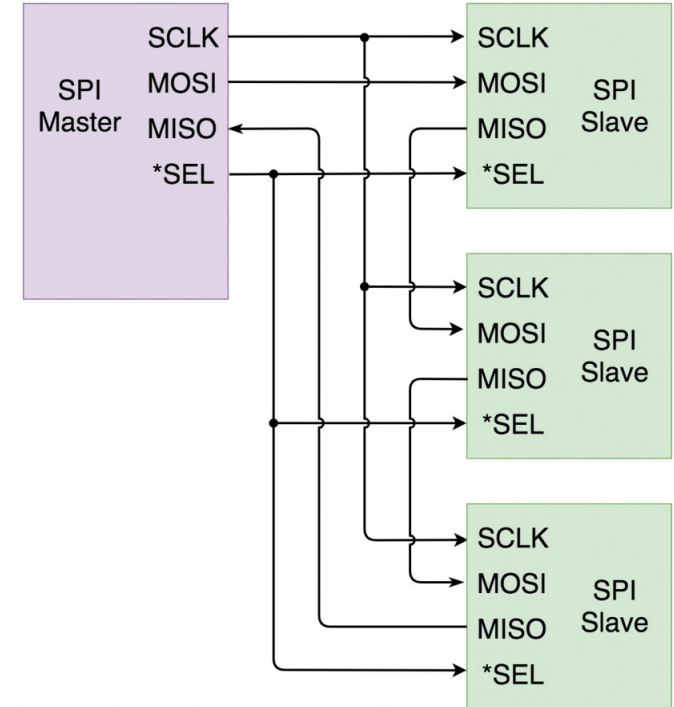 SCLK
MOSI
MISO
*SEL
SPI
Master
SCLK
MOSI
MISO
*SEL
SPI
Slave
SCLK
MOSI
MISO
*SEL
SPI
Slave
SCLK
MOSI
MISO
*SEL
SPI
Slave